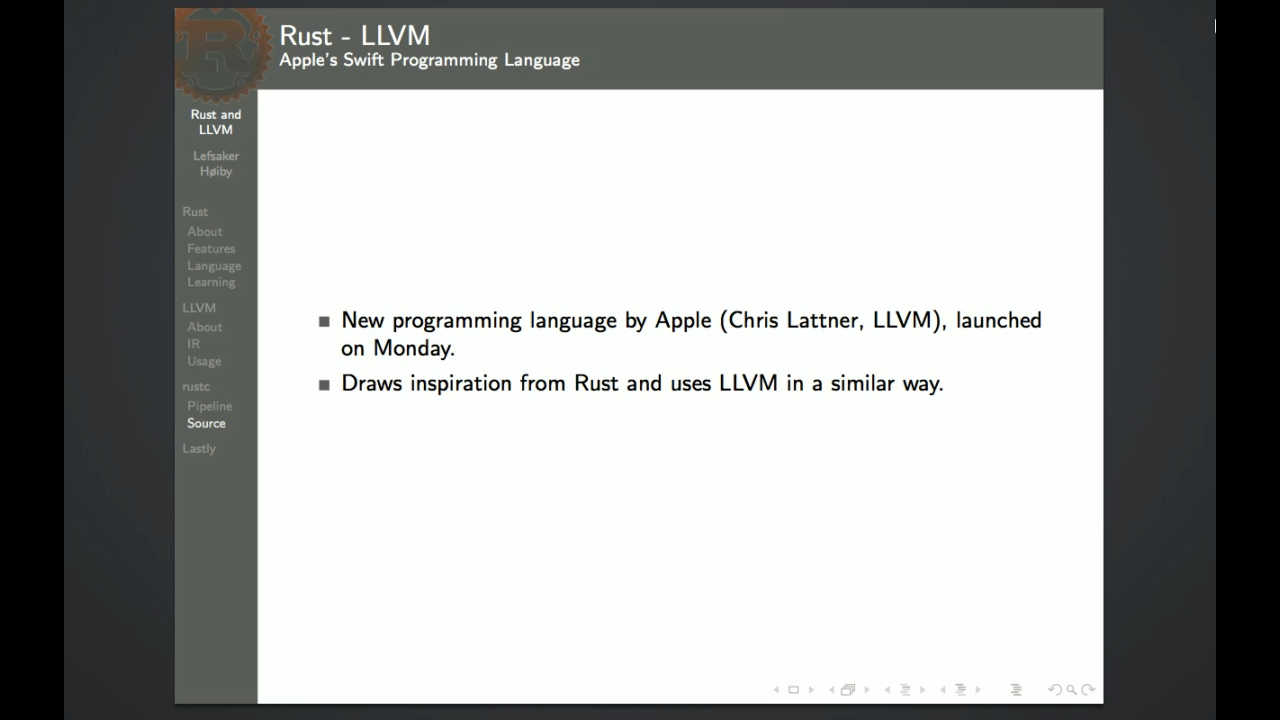 Rust - LLVM
Apple's Swift Programming Language
Rust and
LLVM
Lefsaker
Høiby
Rust
About
Features
Language
Learning
LLVM
About
IR
Usage
rustc
Pipeline
Source
Lastly
New programming language by Apple (Chris Lattner, LLVM), launched
on Monday.
Draws inspiration from Rust and uses LLVM in a similar way.